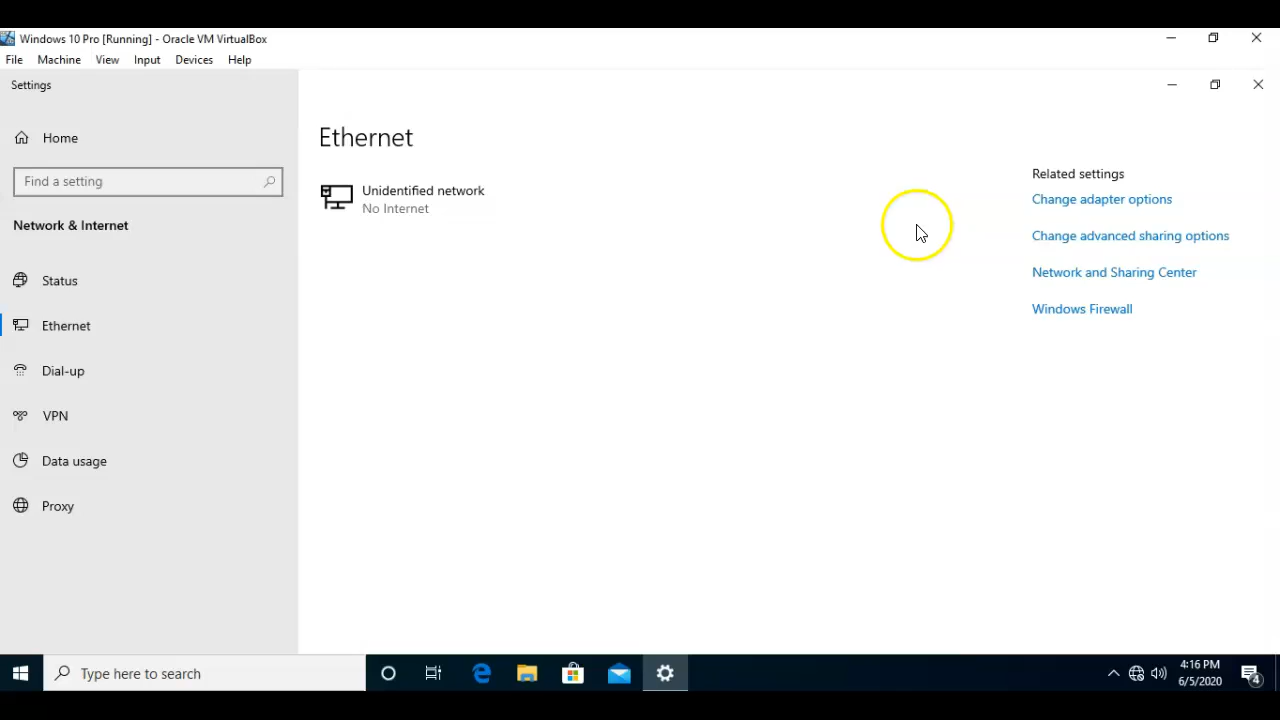 Windows 10 Pro [Running] - Oracle VM VirtualBox
File Machine View Input Devices Help
Settings
Home
Find a setting
Network & Internet
Status
Ethernet
Dial-up
VPN
Data usage
Proxy
Ethernet
Unidentified network
No Internet
Related settings
Change adapter options
Change advanced sharing options
Network and Sharing Center
Windows Firewall
Type here to search
4:16 PM
6/5/2020
4